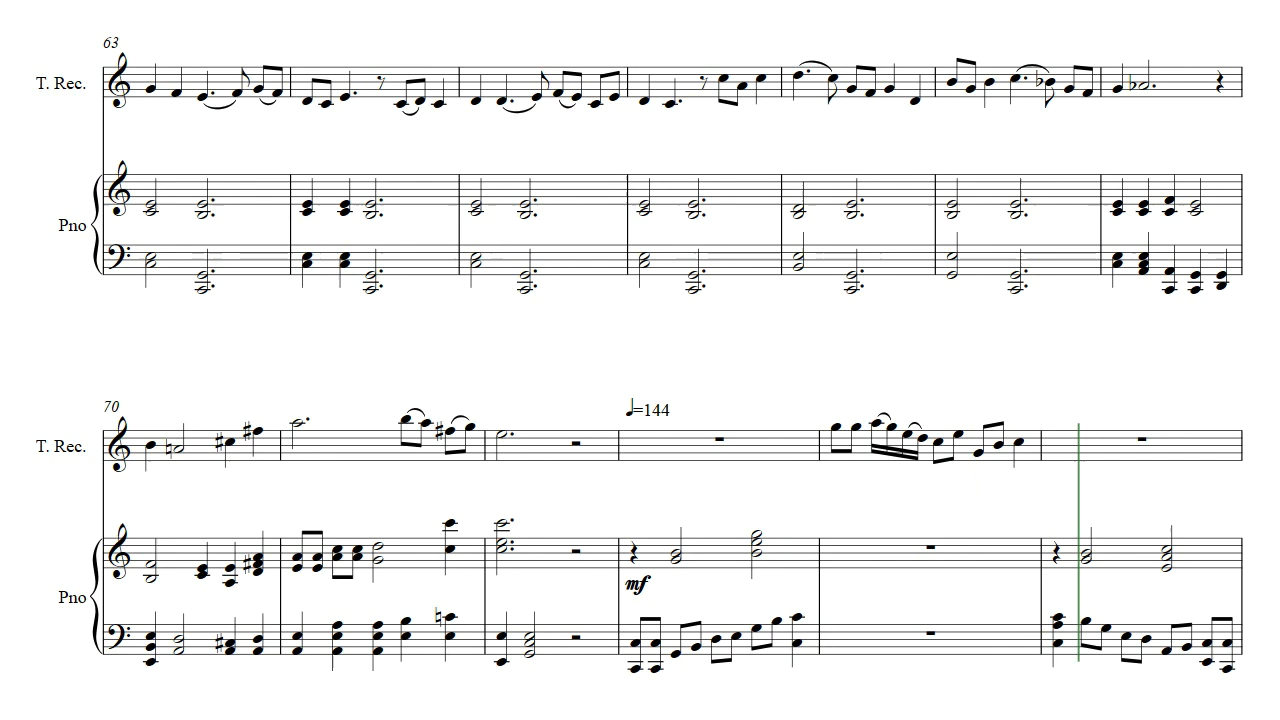 63
T. Rec.
Pno
70
=144
T. Rec.
mf
Pno